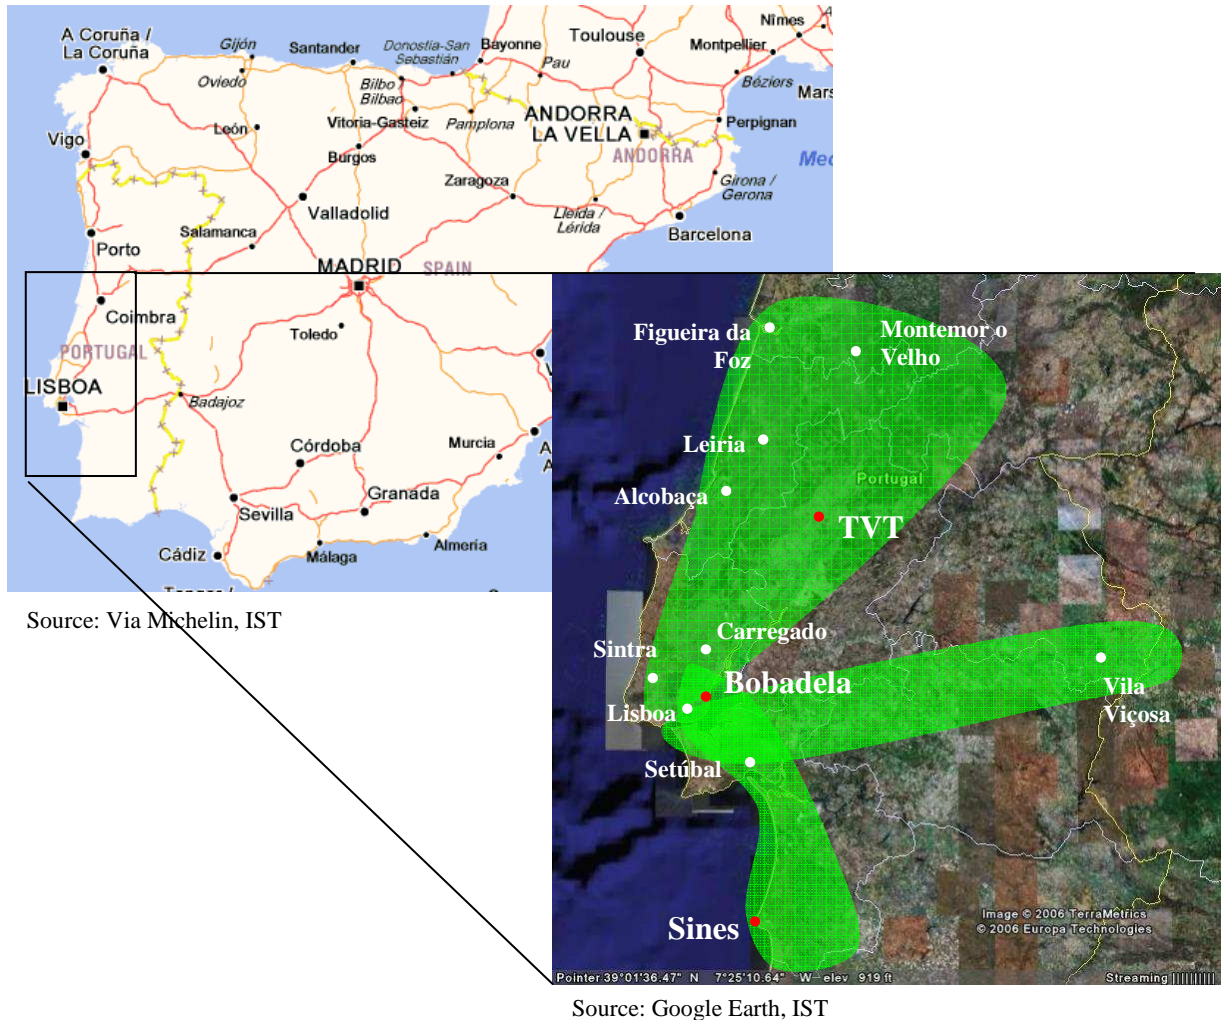 A Coruña /
La Coruña
Gijón
Oviedo
Santander
Donostia-San
Sebastián
Bayonne
Pau
Toulouse
Nîmes
Montpellier
Béziers
Mars
Bilbo /
Bilbao
Vitoria-Gasteiz
Pamplona
ANDORRA
LA VELLA
ANDORRA
Perpignan
León
Vigo
Burgos
Med
Zaragoza
Lleida /
Lérida
Girona /
Gerona
Valladolid
Salamanca
Porto
Barcelona
MADRID
SPAIN
Coimbra
Toledo
PORTUGAL
LISBOA
Badajoz
Córdoba
Murcia
Granada
Sevilla
Cádiz
Málaga
Almería
Source: Via Michelin, IST
Figueira da
Foz
Montemor o
Velho
Leiria
Portugal
Alcobaça
TVT
Carregado
Sintra
Bobadela
Lisboa
Vila
Viçosa
Setúbal
Sines
Image © 2006 TerraMetrics
© 2006 Europa Technologies
Pointer 39°01'36.47" N 7°25'10.64" W elev 919 ft
Streaming ||||||||||
Source: Google Earth, IST